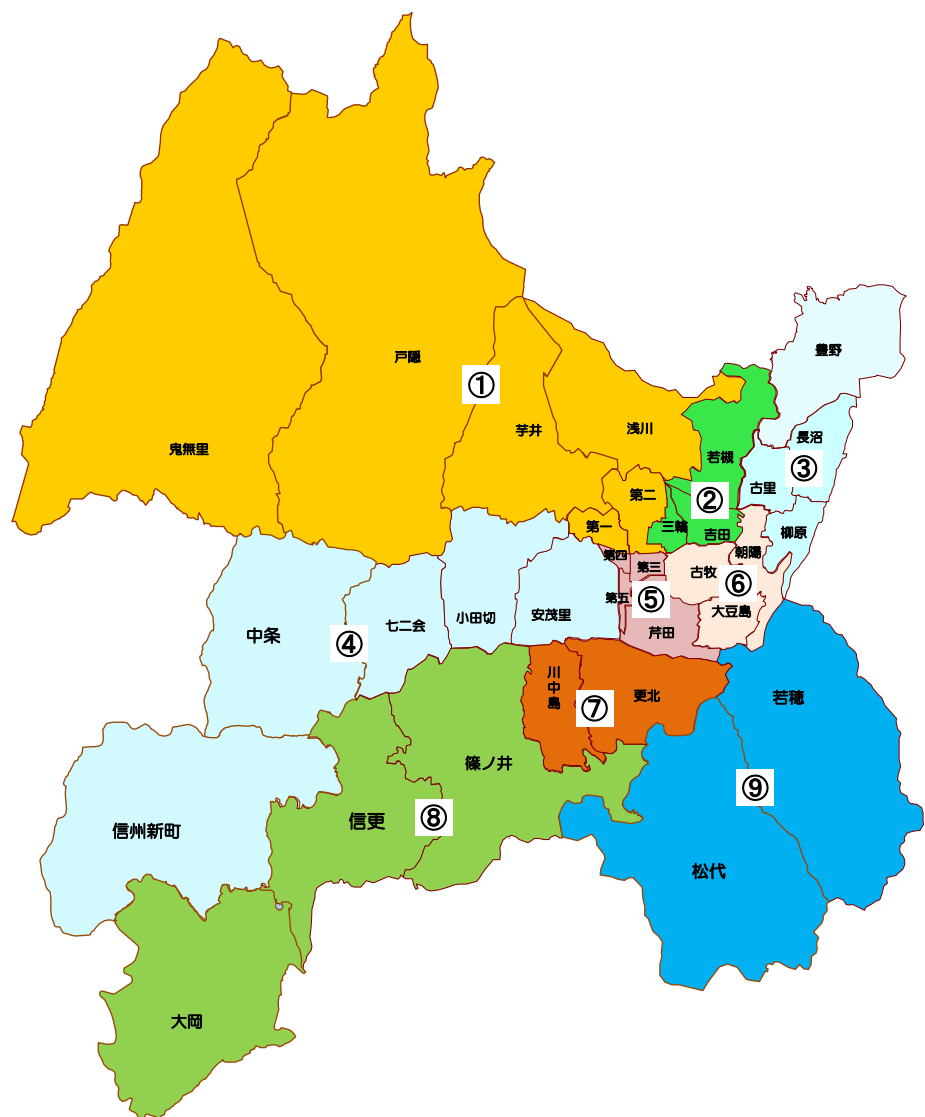 豊野
戸隠
①
浅川
芋井
長沼
鬼無里
若槻
③
古里
第二
②
第一
三輪
吉田
柳原
第四
第三
朝陽
古牧
⑥
第五
⑤
大豆島
小田切
安茂里
七二会
芹田
中条
④
川中島
更北
若穂
⑦
篠ノ井
⑨
信更
⑧
信州新町
松代
大岡